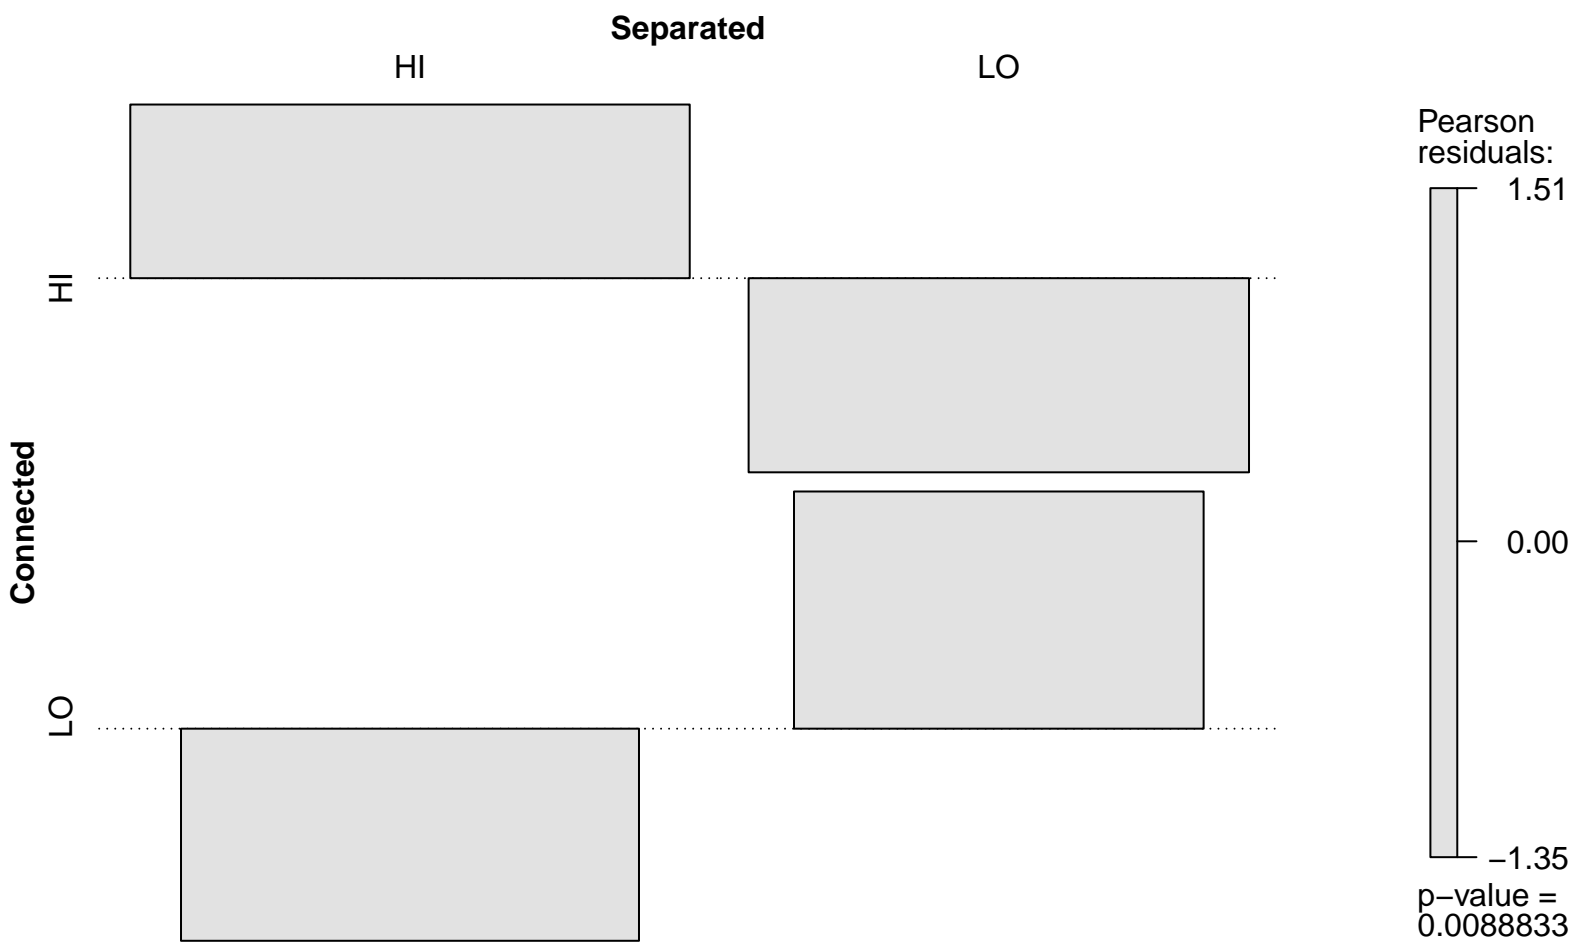 Separated
HI
LO
Connected
HI
LO
Pearson
residuals:
1.51
0.00
−1.35
p−value =
0.0088833